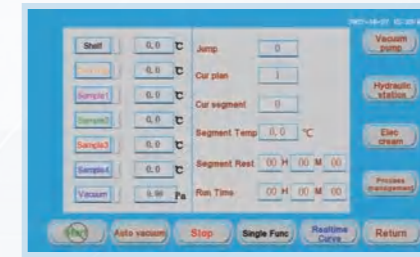 Shelf 0.0 ℃ Jump 0
0.0 ℃ Cur plan 1
Sample1 0.0 ℃
Cur segment 0
Sample2 0.0 ℃
Segment Temp 0.0 ℃
Sample3 0.0 ℃
Segment Rest 00 H 00 M 00
Sample4 0.0 ℃
Vacuum Pa Run Time 00 H 00 M 00
Vacuum
pump
Hydraulic
station
Elec
cream
Process
management
Auto vacuum Stop Single Func Realtime
Curve Return